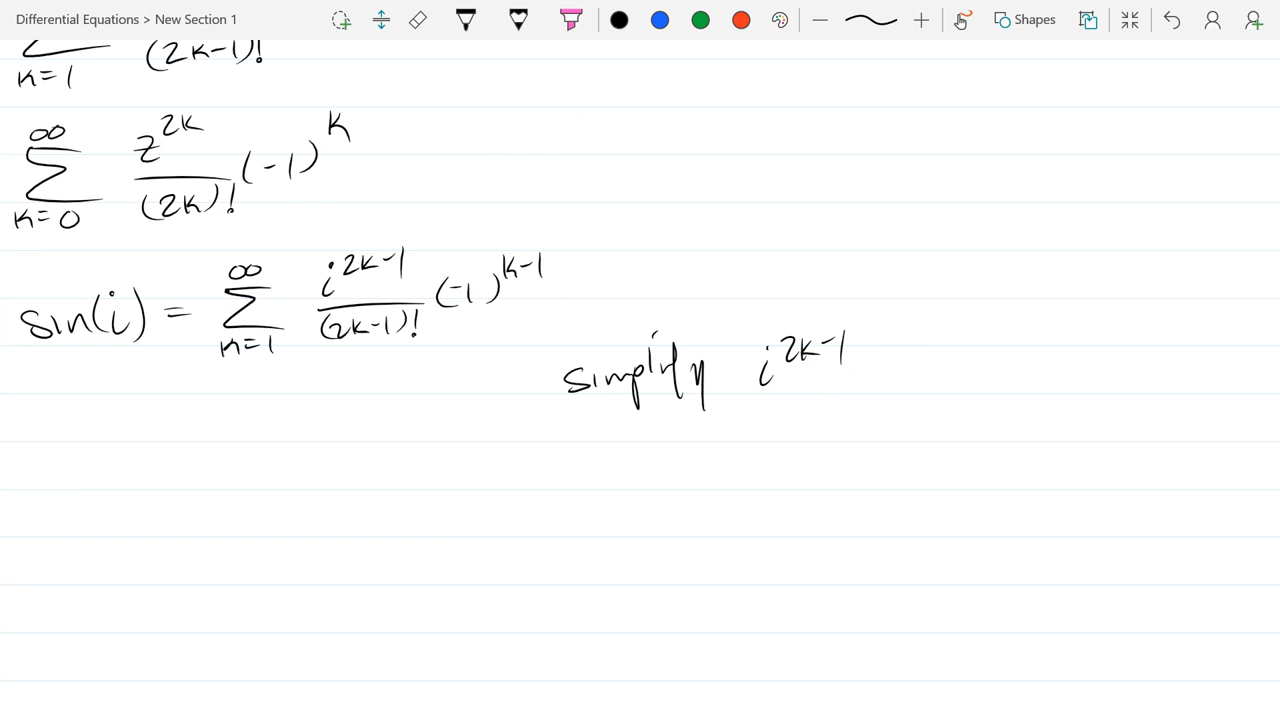 Differential Equations > New Section 1
Shapes
∑ k=1 (2k-1)!
∞ ∑ k=0 z^2k / (2k)! (-1)^k
sin(i) = ∞ ∑ k=1 i^2k-1 / (2k-1)! (-1)^k-1
simplify i^2k-1